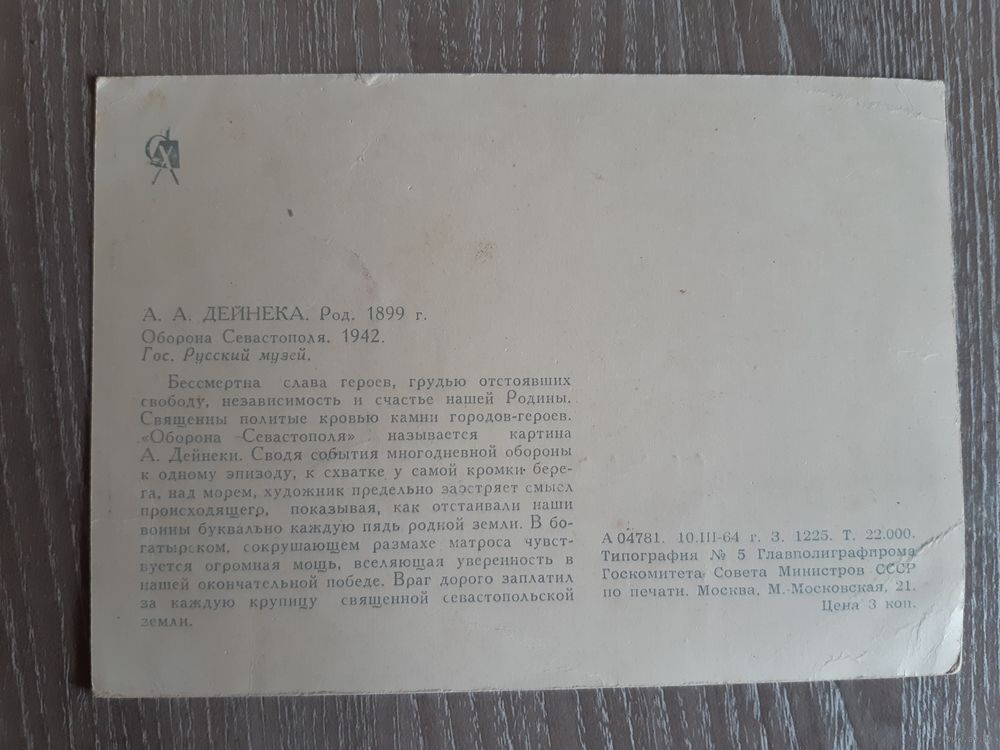 СХ
А. А. ДЕЙНЕКА. Род. 1899 г.
Оборона Севастополя. 1942.
Гос. Русский музей.
Бессмертна слава героев, грудью отстоявших
свободу, независимость и счастье нашей Родины.
Священны политые кровью камни городов-героев.
«Оборона Севастополя» называется картина
А. Дейнеки. Сводя события многодневной обороны
к одному эпизоду, к схватке у самой кромки бере-
га, над морем, художник предельно заостряет смысл
происходящего, показывая, как отстаивали наши
воины буквально каждую пядь родной земли. В бо-
гатырском, сокрушающем размахе матроса чувст-
вуется огромная мощь, вселяющая уверенность в
нашей окончательной победе. Враг дорого заплатил
за каждую крупицу священной севастопольской
земли.
А 04781. 10.III-64 г. З. 1225. Т. 22.000.
Типография № 5 Главполиграфпрома
Госкомитета Совета Министров СССР
по печати. Москва, М.-Московская, 21.
Цена 3 коп.